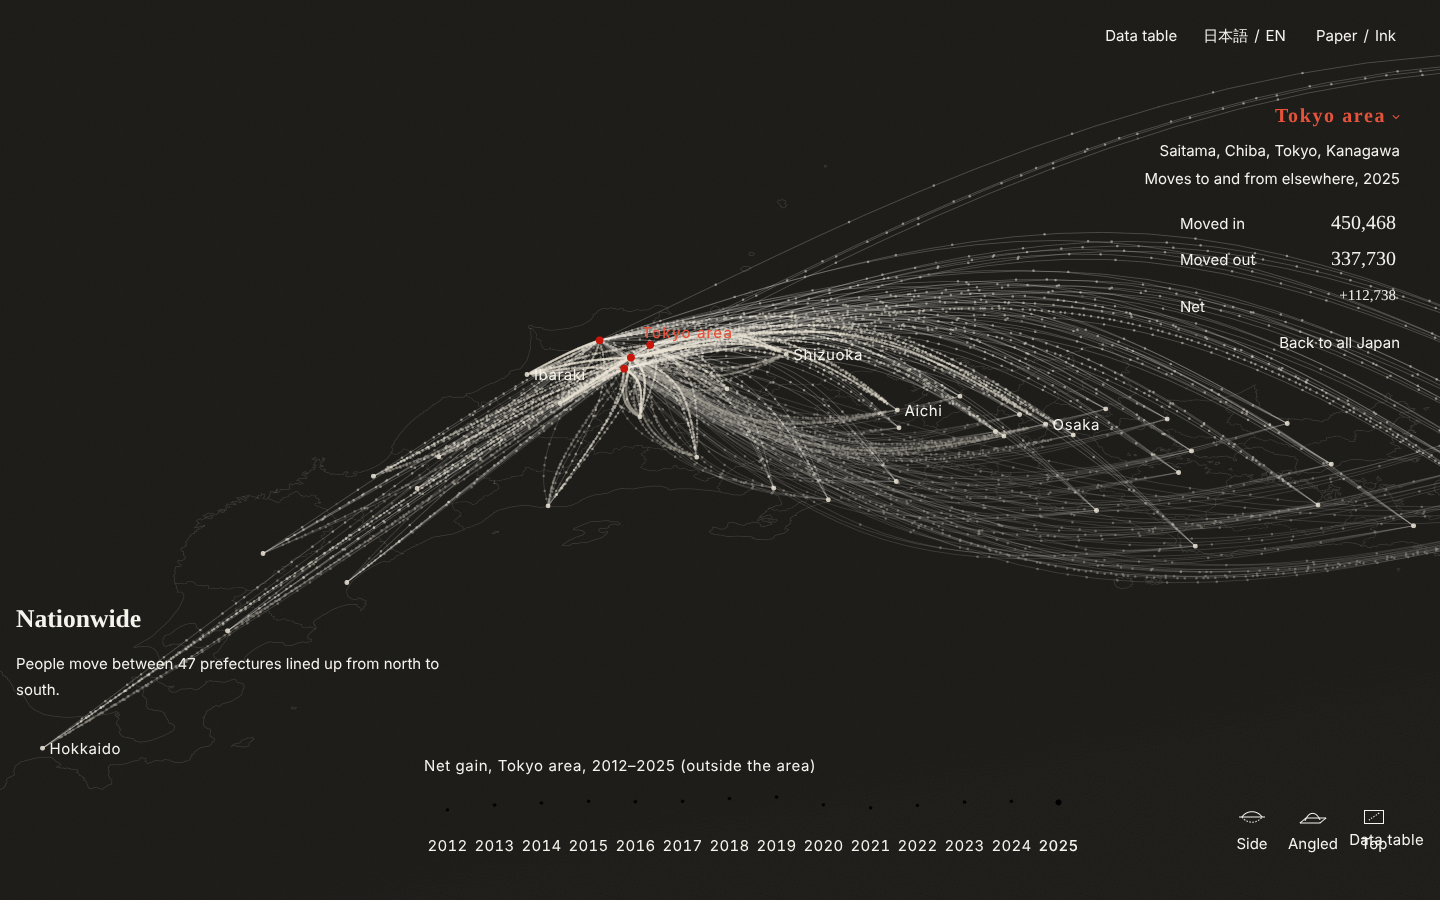 Data table
日本語 / EN
Paper / Ink
Tokyo area
Saitama, Chiba, Tokyo, Kanagawa
Moves to and from elsewhere, 2025
Moved in 450,468
Moved out 337,730
Net +112,738
Back to all Japan
Tokyo area
Shizuoka
Ibaraki
Aichi
Osaka
Nationwide
People move between 47 prefectures lined up from north to
south.
Hokkaido
Net gain, Tokyo area, 2012–2025 (outside the area)
2012 2013 2014 2015 2016 2017 2018 2019 2020 2021 2022 2023 2024 2025
Side Angled Top
Data table